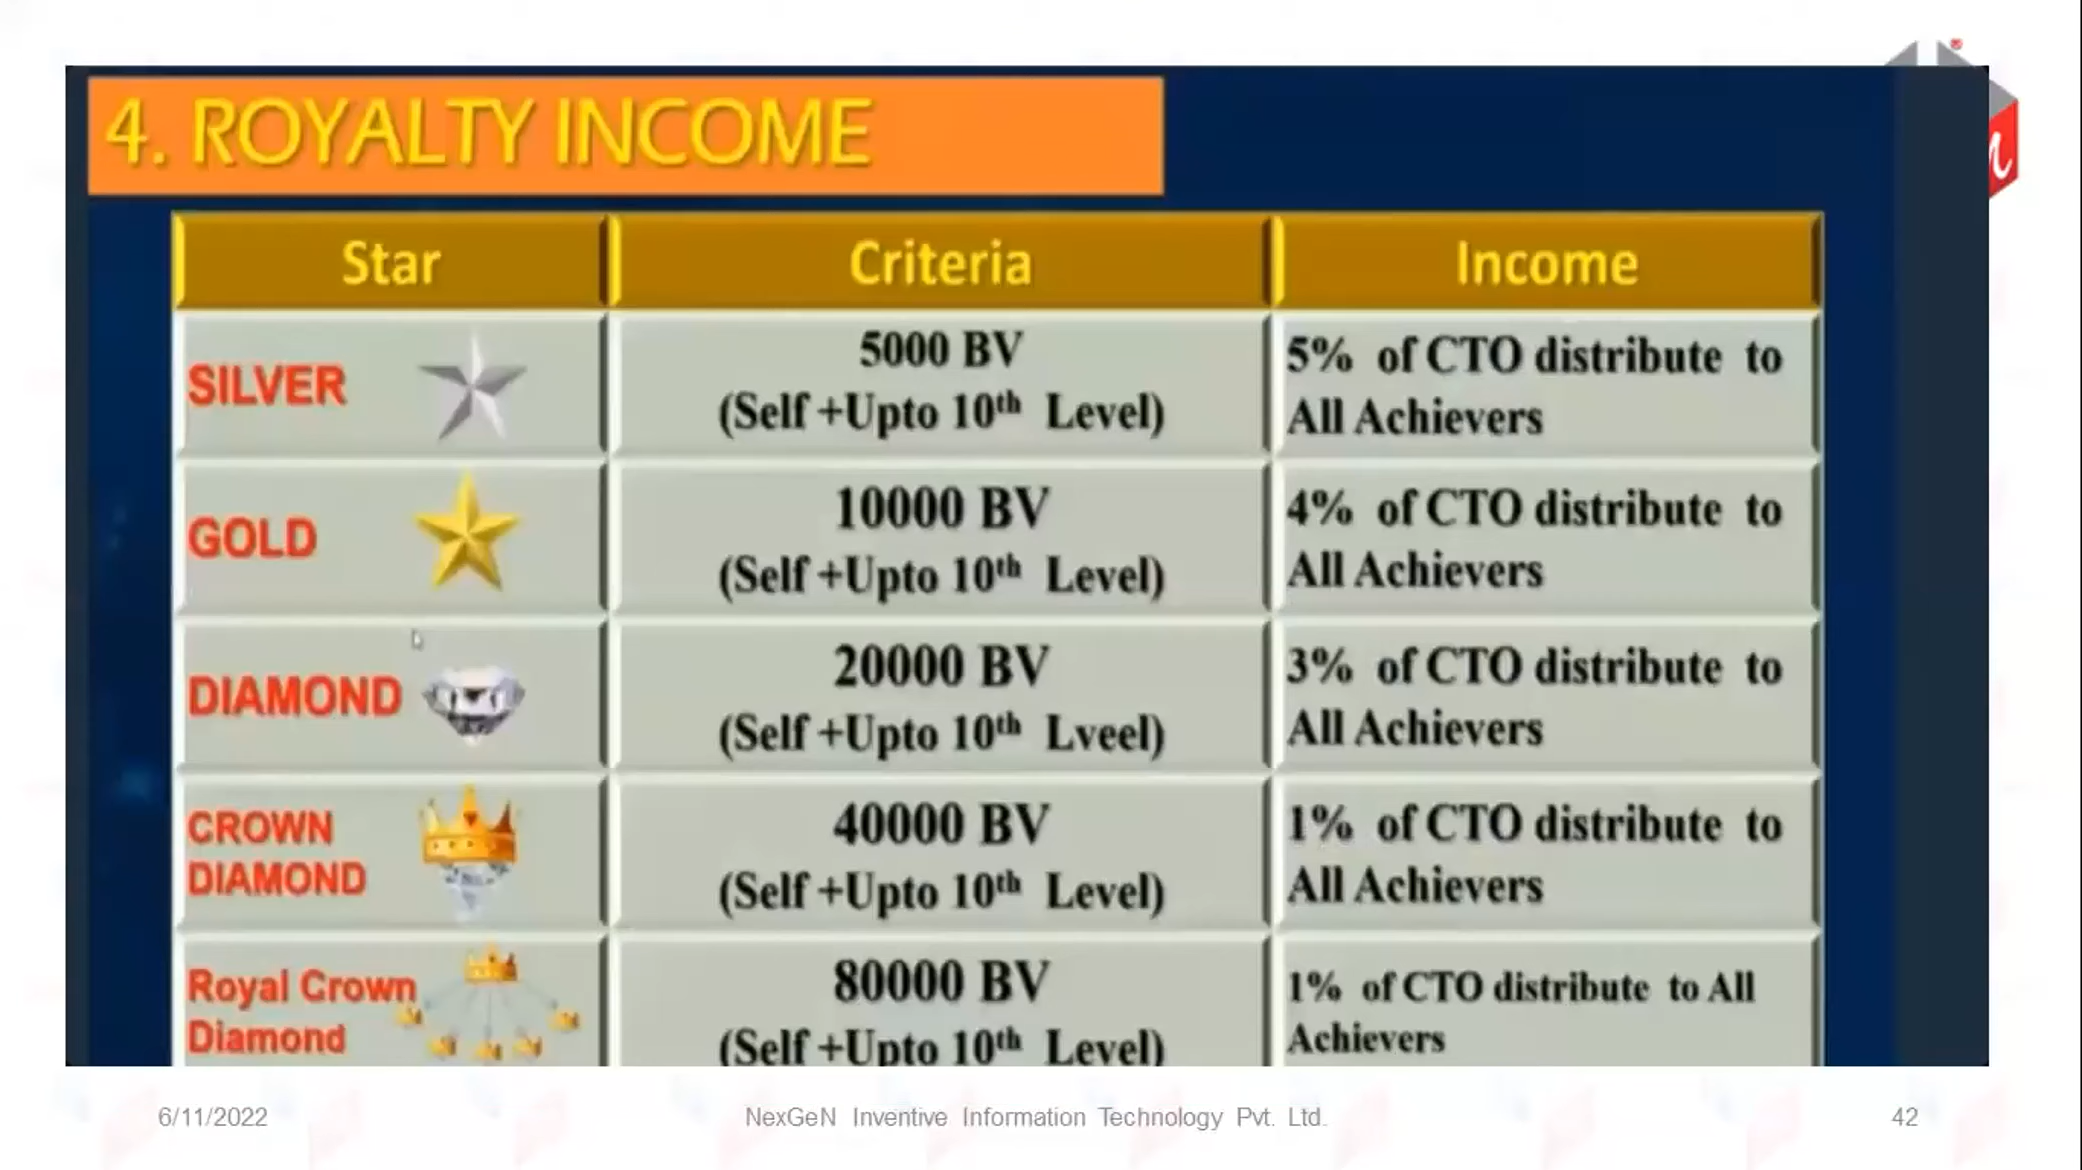 4. ROYALTY INCOME
Star
Criteria
Income
SILVER
5000 BV
(Self +Upto 10th Level)
5% of CTO distribute to
All Achievers
GOLD
10000 BV
(Self +Upto 10th Level)
4% of CTO distribute to
All Achievers
DIAMOND
20000 BV
(Self +Upto 10th Lveel)
3% of CTO distribute to
All Achievers
CROWN
DIAMOND
40000 BV
(Self +Upto 10th Level)
1% of CTO distribute to
All Achievers
Royal Crown
Diamond
80000 BV
(Self +Upto 10th Level)
1% of CTO distribute to All
Achievers
6/11/2022
NexGeN Inventive Information Technology Pvt. Ltd.
42